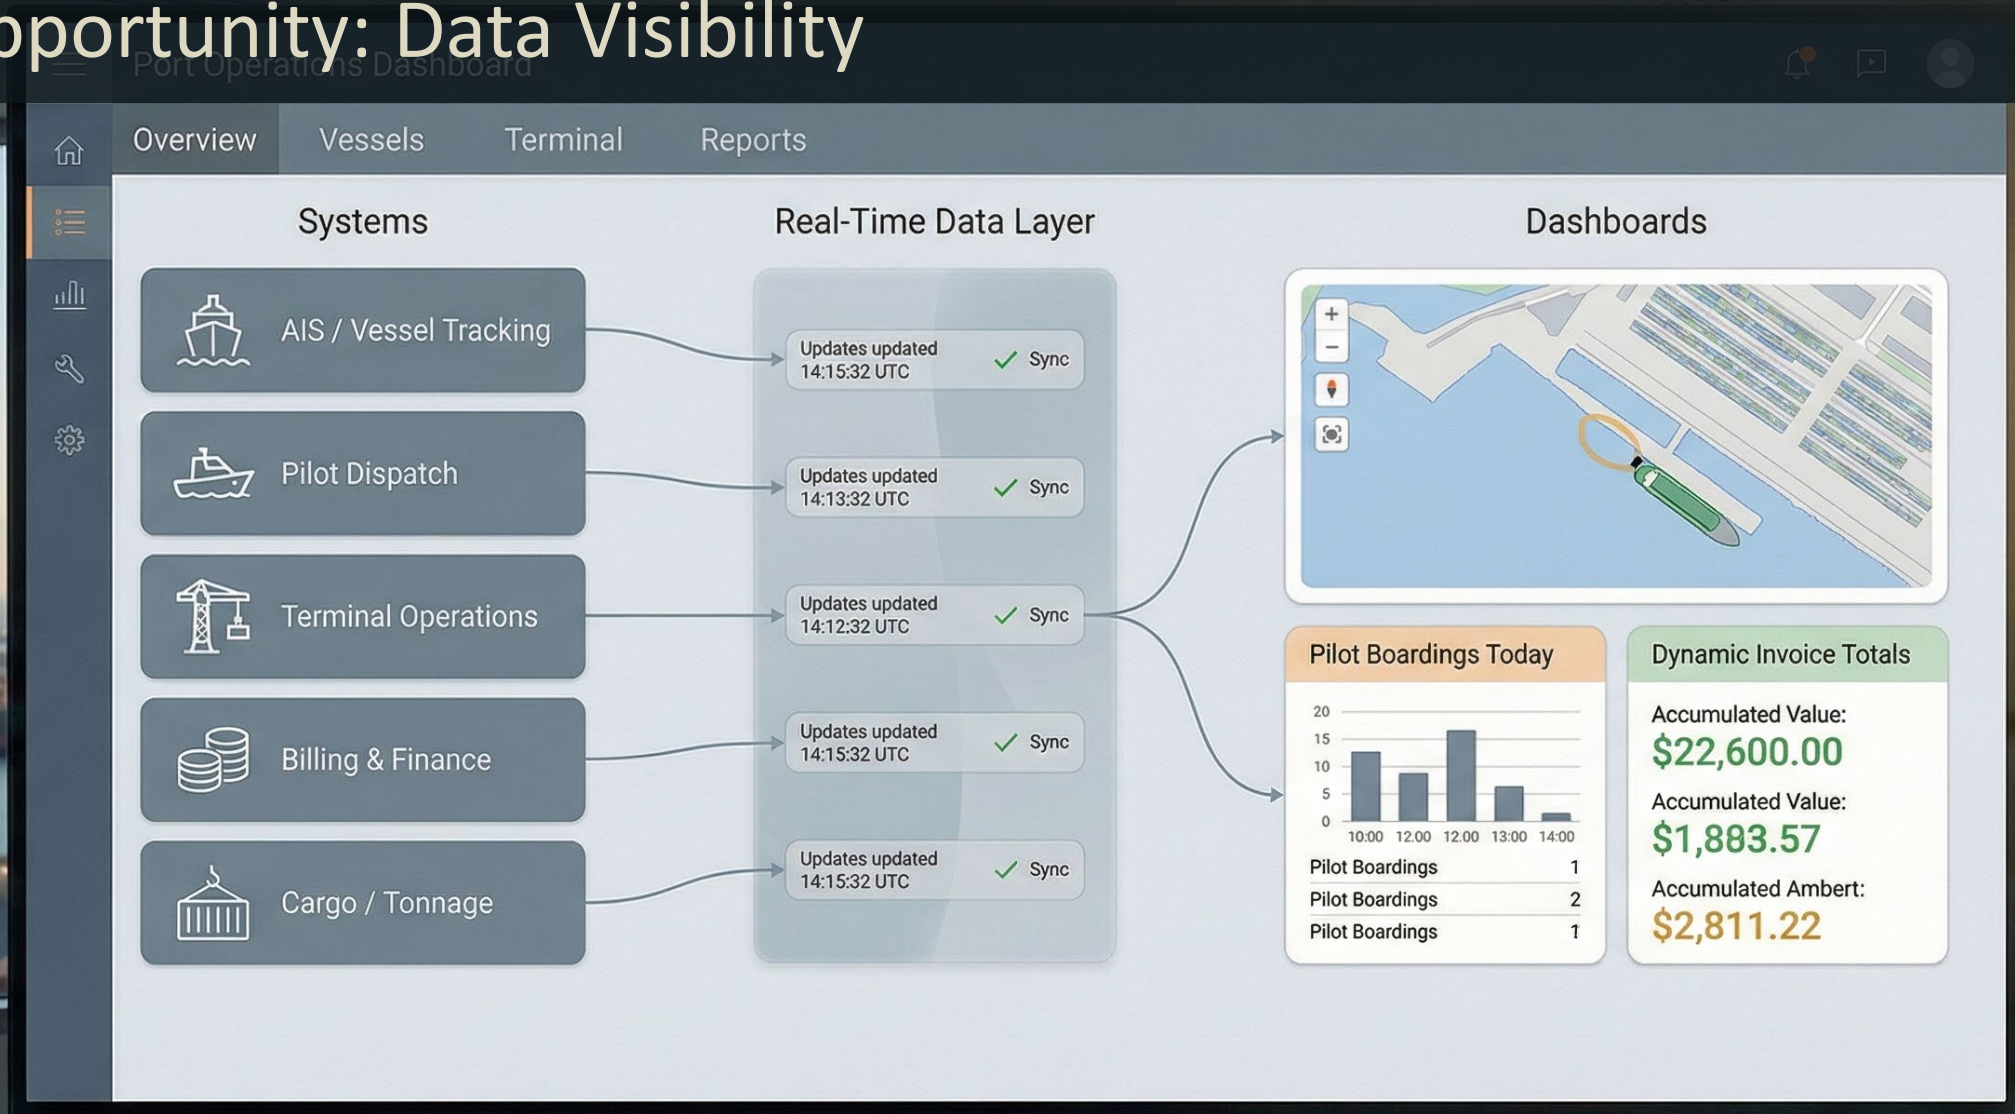 pportunity: Data Visibility
Port Operations Dashboard
Overview Vessels Terminal Reports
Systems
AIS / Vessel Tracking
Pilot Dispatch
Terminal Operations
Billing & Finance
Cargo / Tonnage
Real-Time Data Layer
Updates updated
14:15:32 UTC
Sync
Updates updated
14:13:32 UTC
Sync
Updates updated
14:12:32 UTC
Sync
Updates updated
14:15:32 UTC
Sync
Updates updated
14:15:32 UTC
Sync
Dashboards
+
−
Pilot Boardings Today
20
15
10
5
0
10:00 12.00 12.00 13:00 14:00
Pilot Boardings 1
Pilot Boardings 2
Pilot Boardings 1
Dynamic Invoice Totals
Accumulated Value:
$22,600.00
Accumulated Value:
$1,883.57
Accumulated Ambert:
$2,811.22